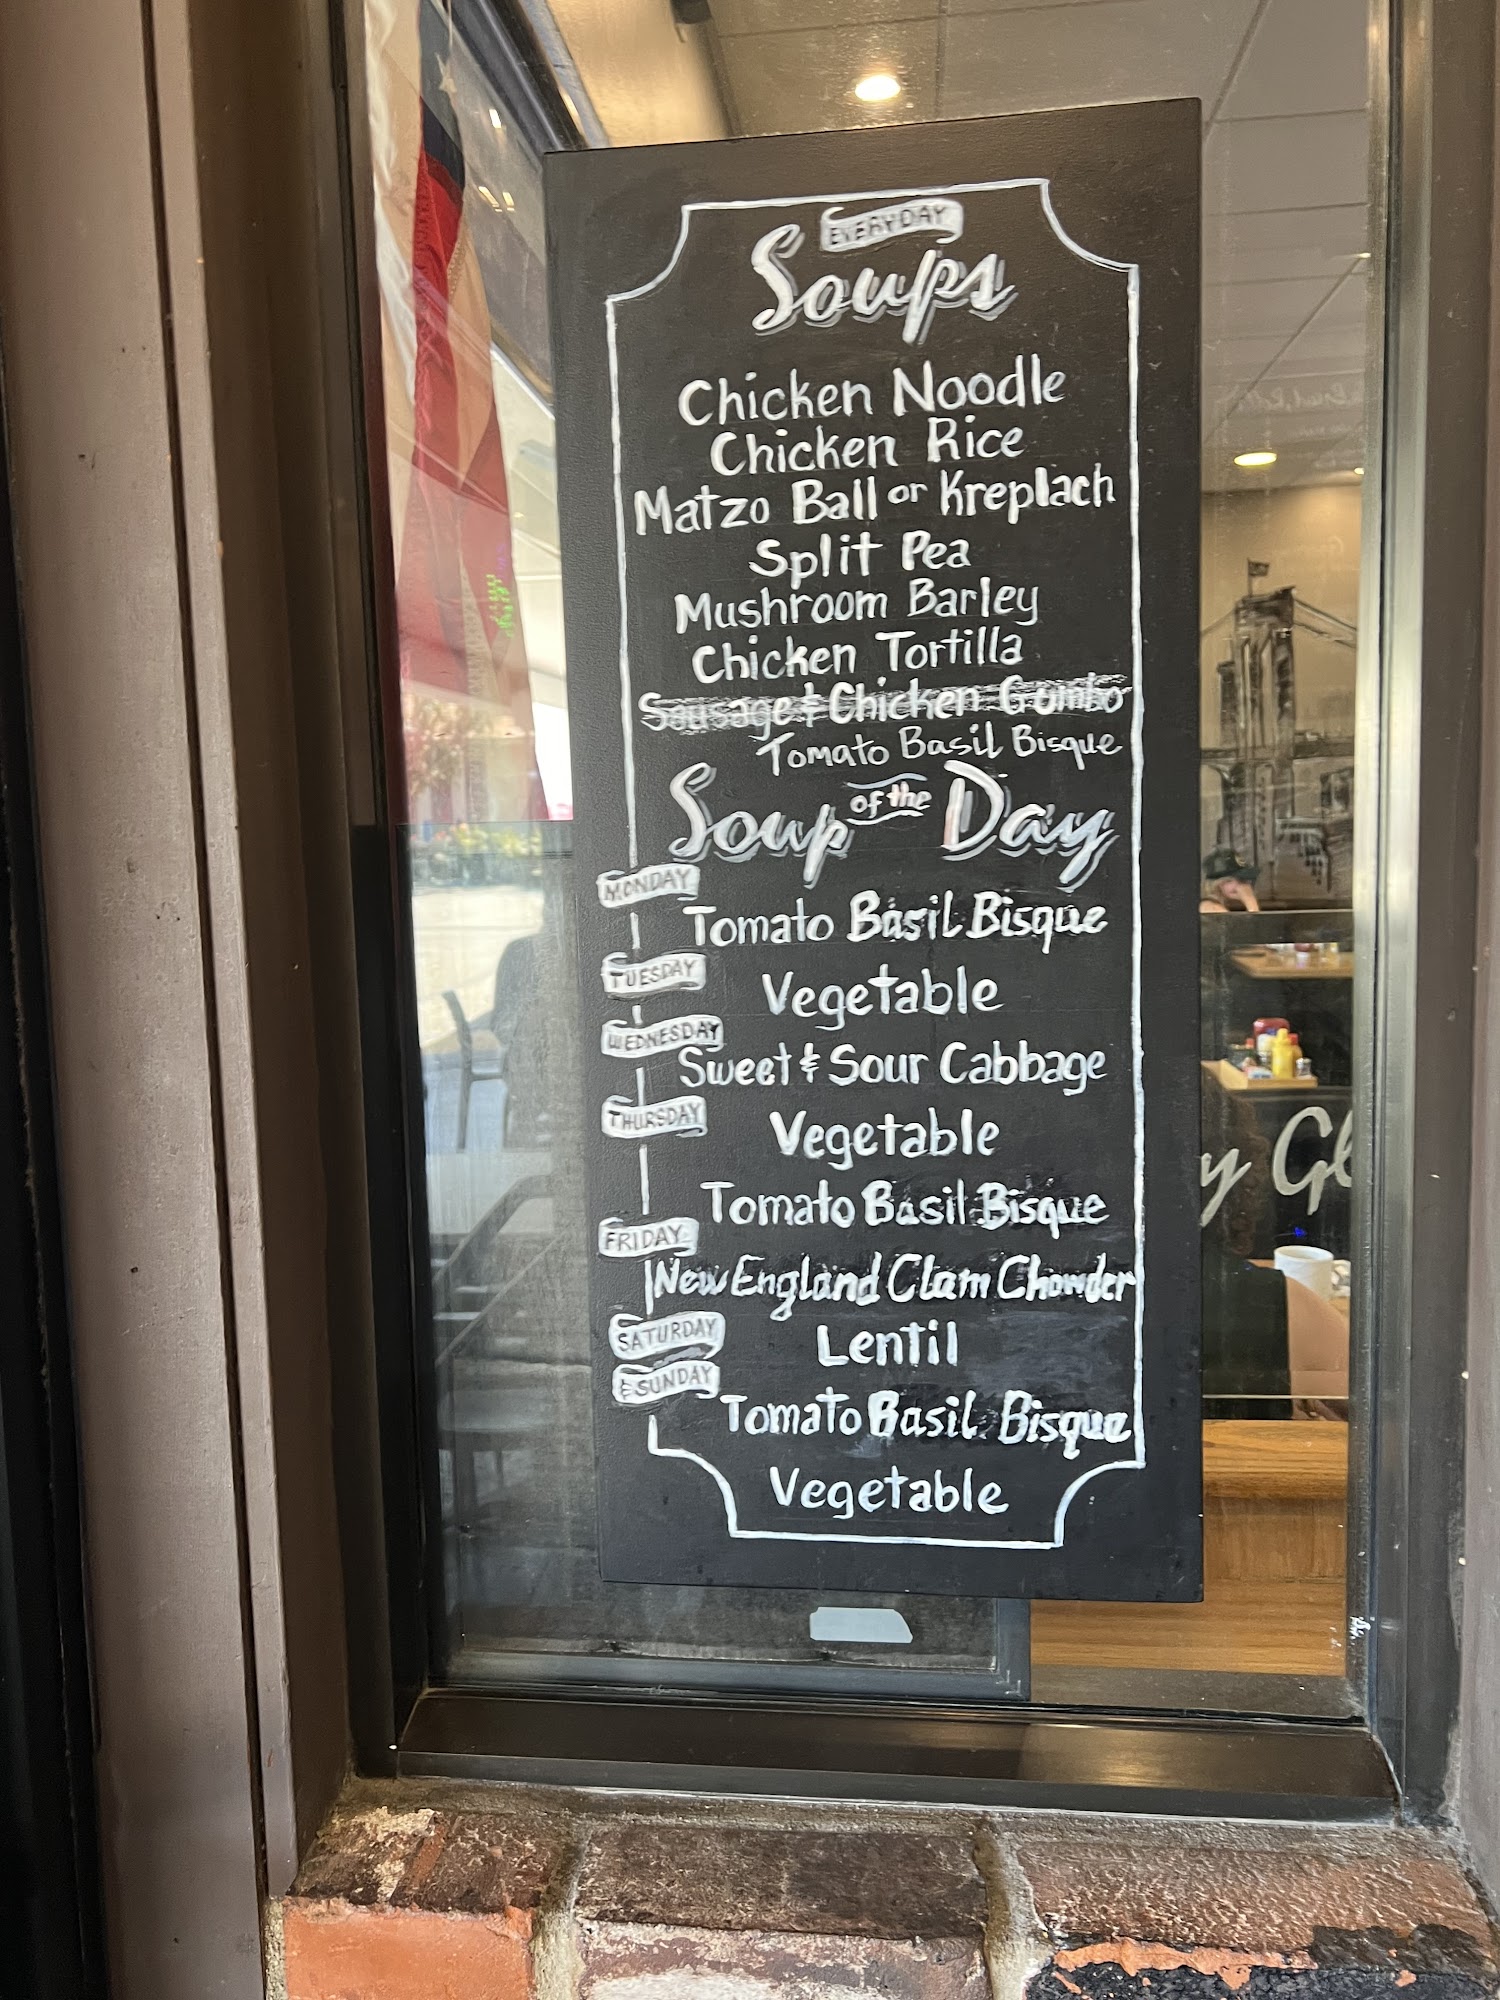 EVERYDAY
Soups
Chicken Noodle
Chicken Rice
Matzo Ball or Kreplach
Split Pea
Mushroom Barley
Chicken Tortilla
Sausage & Chicken Gumbo
Tomato Basil Bisque
Soup of the Day
MONDAY
Tomato Basil Bisque
TUESDAY
Vegetable
WEDNESDAY
Sweet & Sour Cabbage
THURSDAY
Vegetable
Tomato Basil Bisque
FRIDAY
New England Clam Chowder
SATURDAY
Lentil
& SUNDAY
Tomato Basil Bisque
Vegetable
y Gl